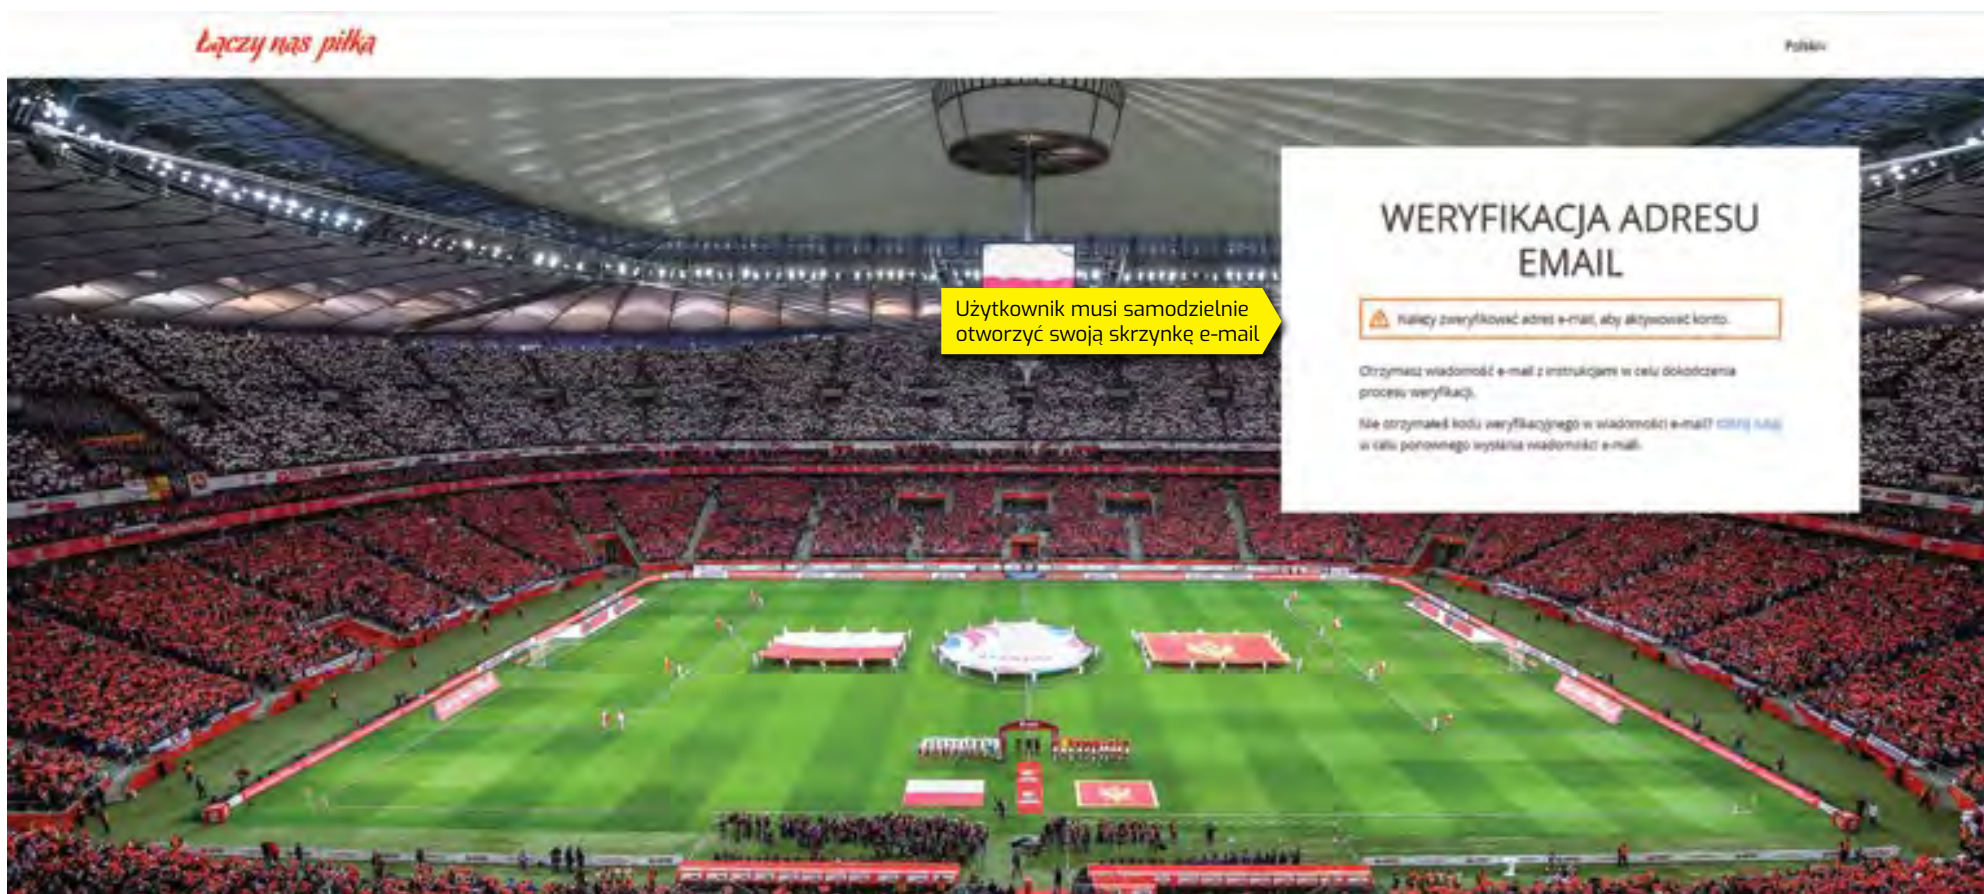 Łączy nas piłka
Polski
WERYFIKACJA ADRESU
EMAIL
Użytkownik musi samodzielnie
otworzyć swoją skrzynkę e-mail
Należy zweryfikować adres e-mail, aby aktywować konto.
Otrzymasz wiadomość e-mail z instrukcjami w celu dokończenia
procesu weryfikacji.
Nie otrzymałeś kodu weryfikacyjnego w wiadomości e-mail? Kliknij tutaj
w celu ponownego wysłania wiadomości e-mail.